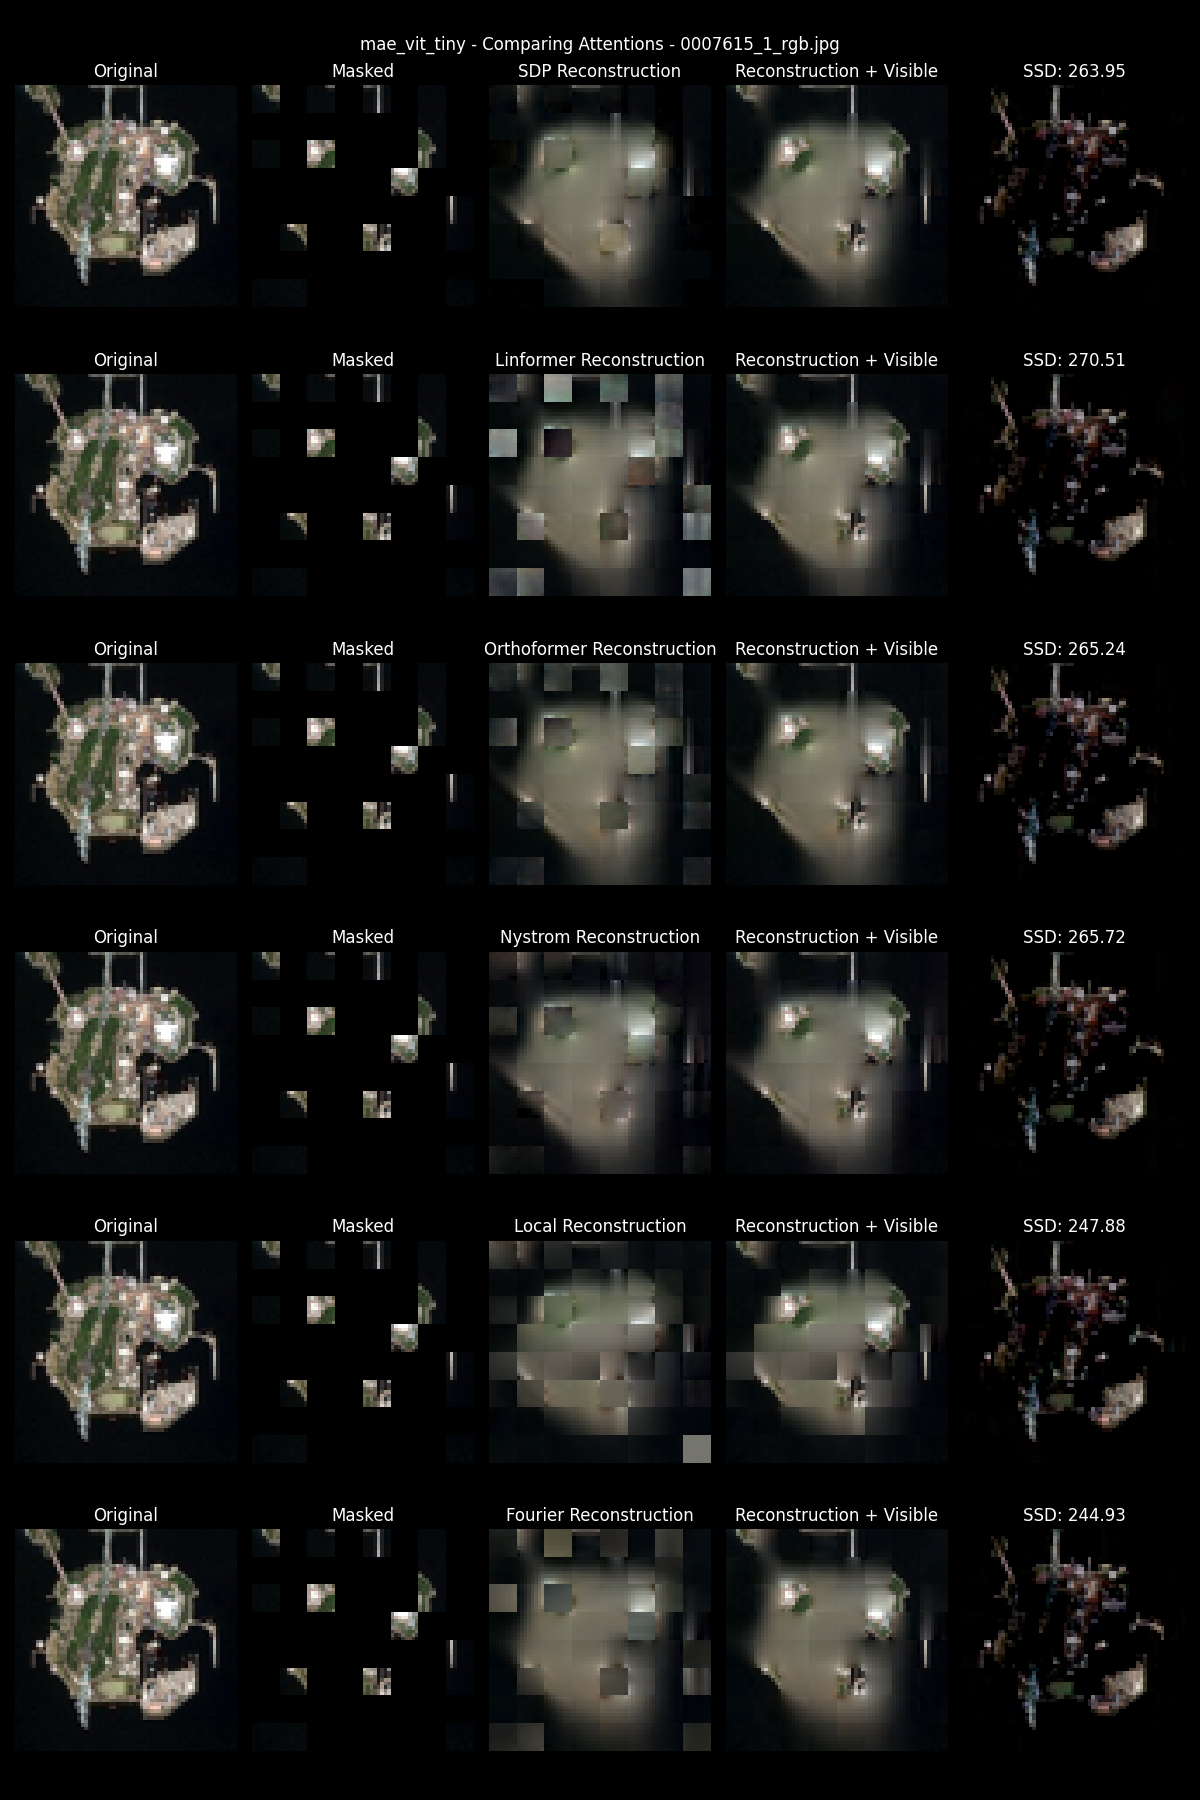 mae_vit_tiny - Comparing Attentions - 0007615_1_rgb.jpg
Original Masked SDP Reconstruction Reconstruction + Visible SSD: 263.95
Original Masked Linformer Reconstruction Reconstruction + Visible SSD: 270.51
Original Masked Orthoformer Reconstruction Reconstruction + Visible SSD: 265.24
Original Masked Nystrom Reconstruction Reconstruction + Visible SSD: 265.72
Original Masked Local Reconstruction Reconstruction + Visible SSD: 247.88
Original Masked Fourier Reconstruction Reconstruction + Visible SSD: 244.93